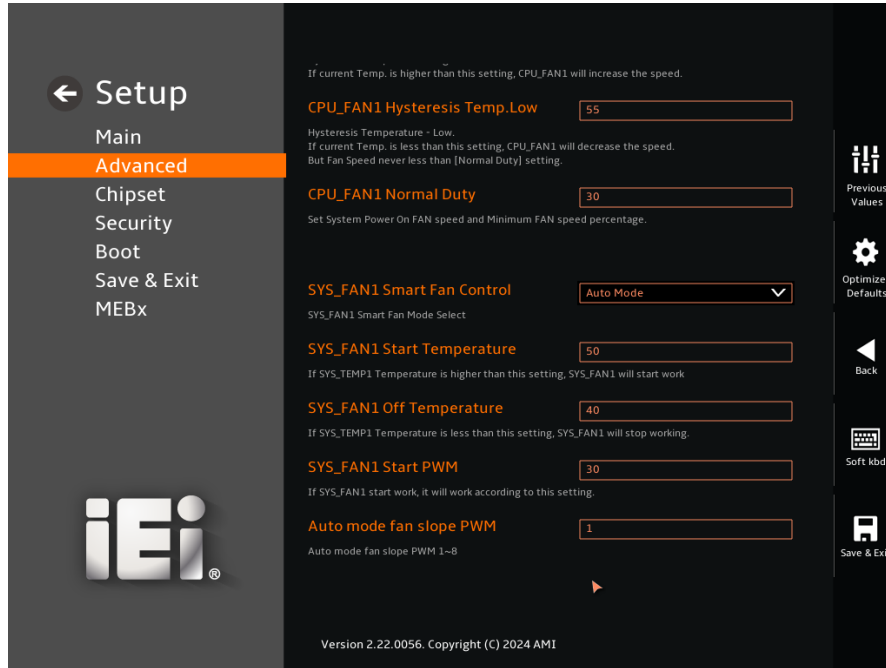 If current Temp. is higher than this setting, CPU_FAN1 will increase the speed.
Setup
Main
Advanced
Chipset
Security
Boot
Save & Exit
MEBx
CPU_FAN1 Hysteresis Temp.Low
55
Hysteresis Temperature - Low.
If current Temp. is less than this setting, CPU_FAN1 will decrease the speed.
But Fan Speed never less than [Normal Duty] setting.
CPU_FAN1 Normal Duty
30
Set System Power On FAN speed and Minimum FAN speed percentage.
SYS_FAN1 Smart Fan Control
Auto Mode
SYS_FAN1 Smart Fan Mode Select
SYS_FAN1 Start Temperature
50
If SYS_TEMP1 Temperature is higher than this setting, SYS_FAN1 will start work
SYS_FAN1 Off Temperature
40
If SYS_TEMP1 Temperature is less than this setting, SYS_FAN1 will stop working.
SYS_FAN1 Start PWM
30
If SYS_FAN1 start work, it will work according to this setting.
Auto mode fan slope PWM
1
Auto mode fan slope PWM 1~8
Previous
Values
Optimize
Defaults
Back
Soft kbd
Save & Exi
iEi®
Version 2.22.0056. Copyright (C) 2024 AMI